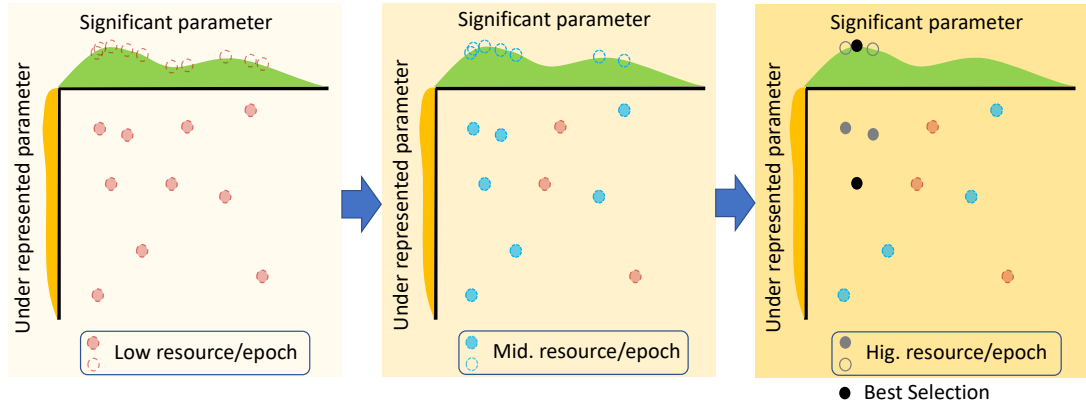 Significant parameter
Under represented parameter
Low resource/epoch
Significant parameter
Under represented parameter
Mid. resource/epoch
Significant parameter
Under represented parameter
Hig. resource/epoch
Best Selection